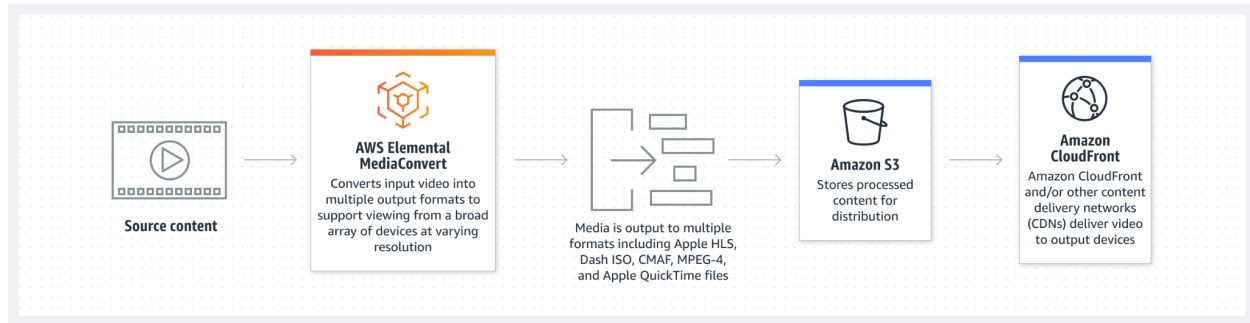 Source content
AWS Elemental
MediaConvert
Converts input video into
multiple output formats to
support viewing from a broad
array of devices at varying
resolution
Media is output to multiple
formats including Apple HLS,
Dash ISO, CMAF, MPEG-4,
and Apple QuickTime files
Amazon S3
Stores processed
content for
distribution
Amazon
CloudFront
Amazon CloudFront
and/or other content
delivery networks
(CDNs) deliver video
to output devices